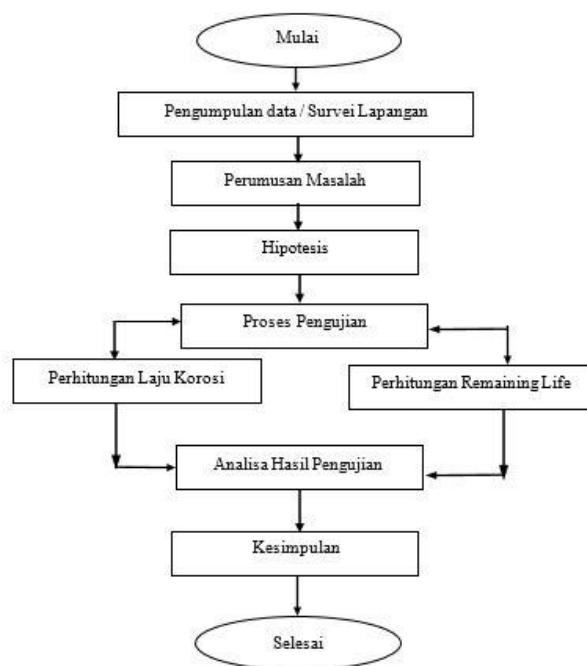 Mulai
Pengumpulan data / Survei Lapangan
Perumusan Masalah
Hipotesis
Proses Pengujian
Perhitungan Laju Korosi
Perhitungan Remaining Life
Analisa Hasil Pengujian
Kesimpulan
Selesai